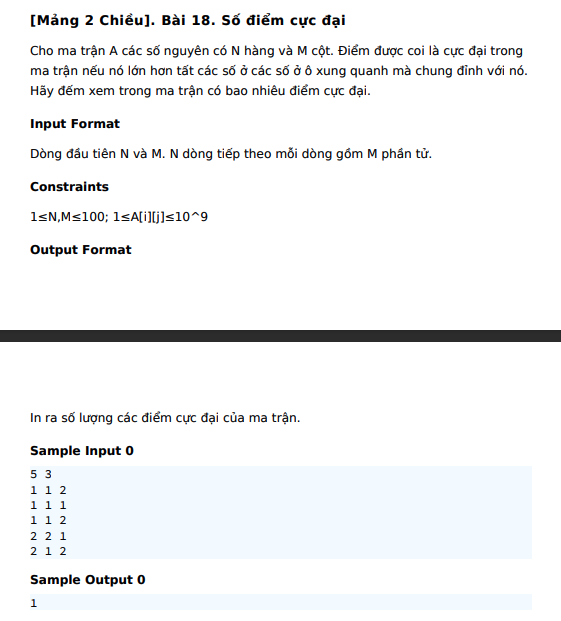 [Mảng 2 Chiều]. Bài 18. Số điểm cực đại
Cho ma trận A các số nguyên có N hàng và M cột. Điểm được coi là cực đại trong
ma trận nếu nó lớn hơn tất các số ở các số ở ô xung quanh mà chung đỉnh với nó.
Hãy đếm xem trong ma trận có bao nhiêu điểm cực đại.
Input Format
Dòng đầu tiên N và M. N dòng tiếp theo mỗi dòng gồm M phần tử.
Constraints
1≤N,M≤100; 1≤A[i][j]≤10^9
Output Format
In ra số lượng các điểm cực đại của ma trận.
Sample Input 0
5 3
1 1 2
1 1 1
1 1 2
2 2 1
2 1 2
Sample Output 0
1